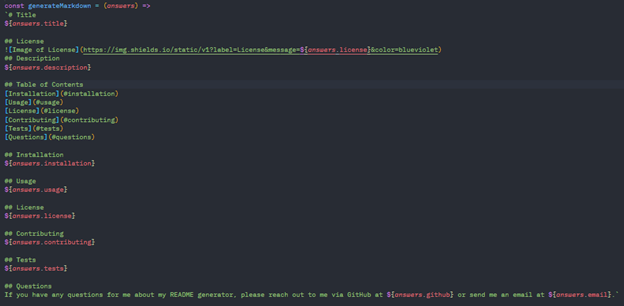 const generateMarkdown = (answers) =>
`# Title
${answers.title}
## License
![Image of License](https://img.shields.io/static/v1?label=License&message=${answers.license}&color=blueviolet)
## Description
${answers.description}
## Table of Contents
[Installation](#installation)
[Usage](#usage)
[License](#license)
[Contributing](#contributing)
[Tests](#tests)
[Questions](#questions)
## Installation
${answers.installation}
## Usage
${answers.usage}
## License
${answers.license}
## Contributing
${answers.contributing}
## Tests
${answers.tests}
## Questions
If you have any questions for me about my README generator, please reach out to me via GitHub at ${answers.github} or send me an email at ${answers.email}.`